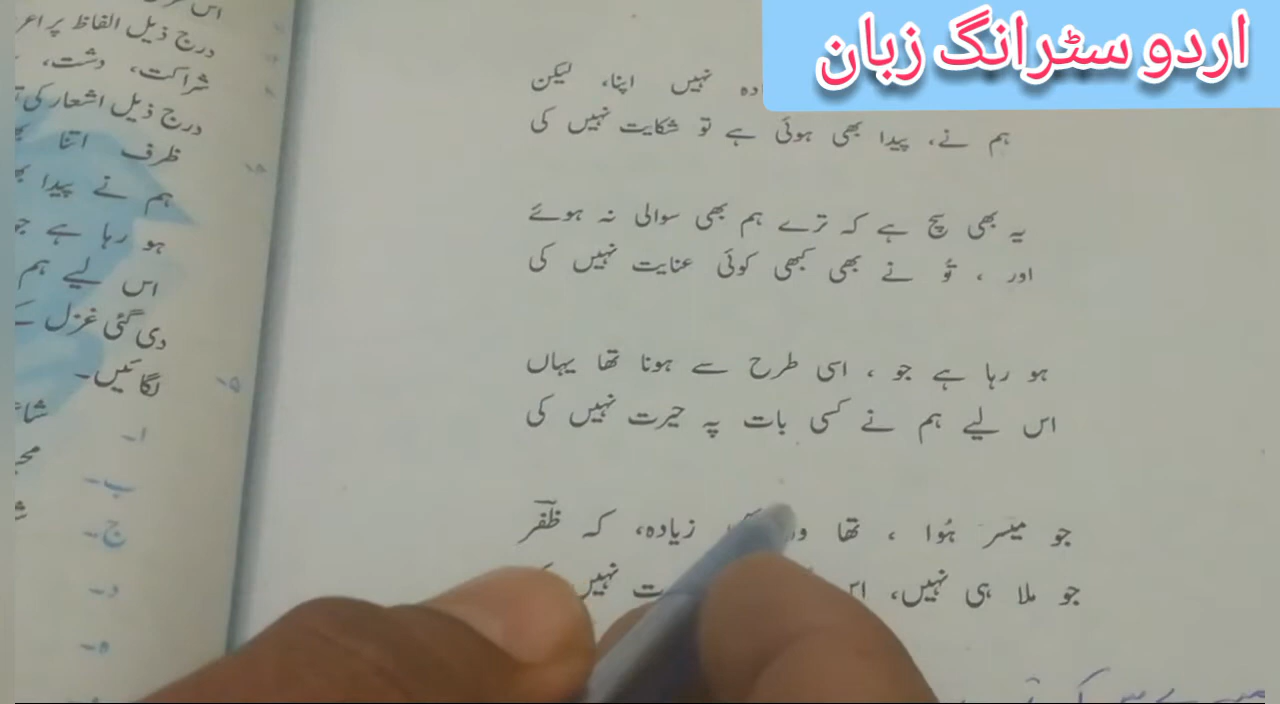 اردو سٹرانگ زبان
نہیں اپنا، لیکن
ہم نے، پیدا بھی ہوئی ہے تو شکایت نہیں کی
یہ بھی سچ ہے کہ ترے ہم بھی سوالی نہ ہوئے
اور ، تُو نے بھی کبھی کوئی عنایت نہیں کی
ہو رہا ہے جو ، اسی طرح سے ہونا تھا یہاں
اس لیے ہم نے کسی بات پہ حیرت نہیں کی
جو میسر ہُوا ، تھا زیادہ، کہ ظفرؔ
جو ملا ہی نہیں، اس نہیں
درج ذیل الفاظ پر
شراکت، دشت،
درج ذیل اشعار کی
ظرف اتنا
ہم نے پیدا
ہو رہا ہے
اس لیے ہم
۵۔ دی گئی غزل
لگائیں۔
ا۔
ب۔
ج۔
د۔
ہ۔